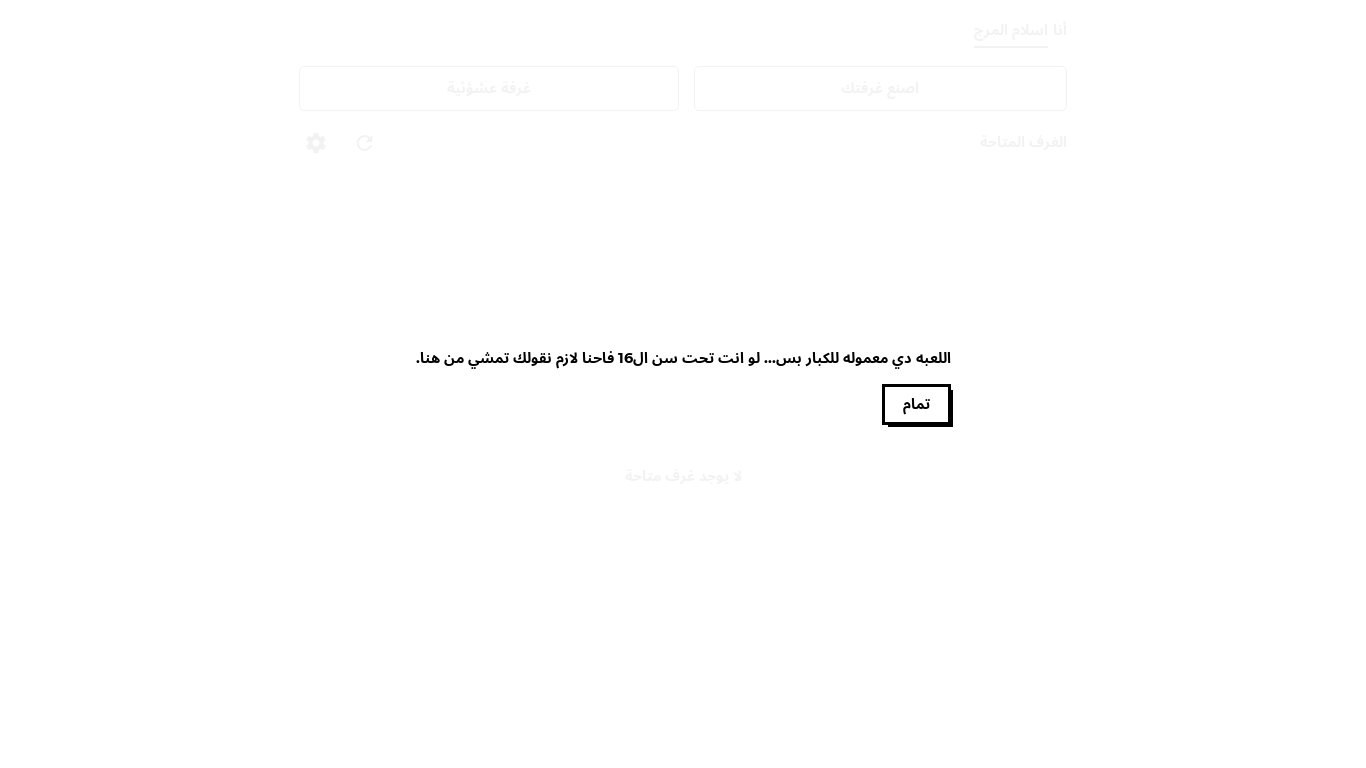 أنا اسلام المرج
اصنع غرفتك
غرفة عشوئية
الغرف المتاحة
اللعبه دي معموله للكبار بس... لو انت تحت سن ال16 فاحنا لازم نقولك تمشي من هنا.
تمام
لا يوجد غرف متاحة